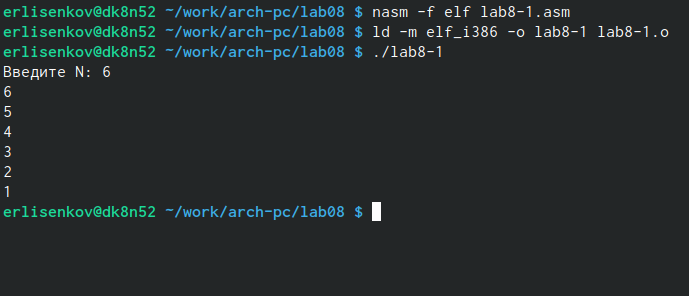 erlisenkov@dk8n52 ~/work/arch-pc/lab08 $ nasm -f elf lab8-1.asm
erlisenkov@dk8n52 ~/work/arch-pc/lab08 $ ld -m elf_i386 -o lab8-1 lab8-1.o
erlisenkov@dk8n52 ~/work/arch-pc/lab08 $ ./lab8-1
Введите N: 6
6
5
4
3
2
1
erlisenkov@dk8n52 ~/work/arch-pc/lab08 $